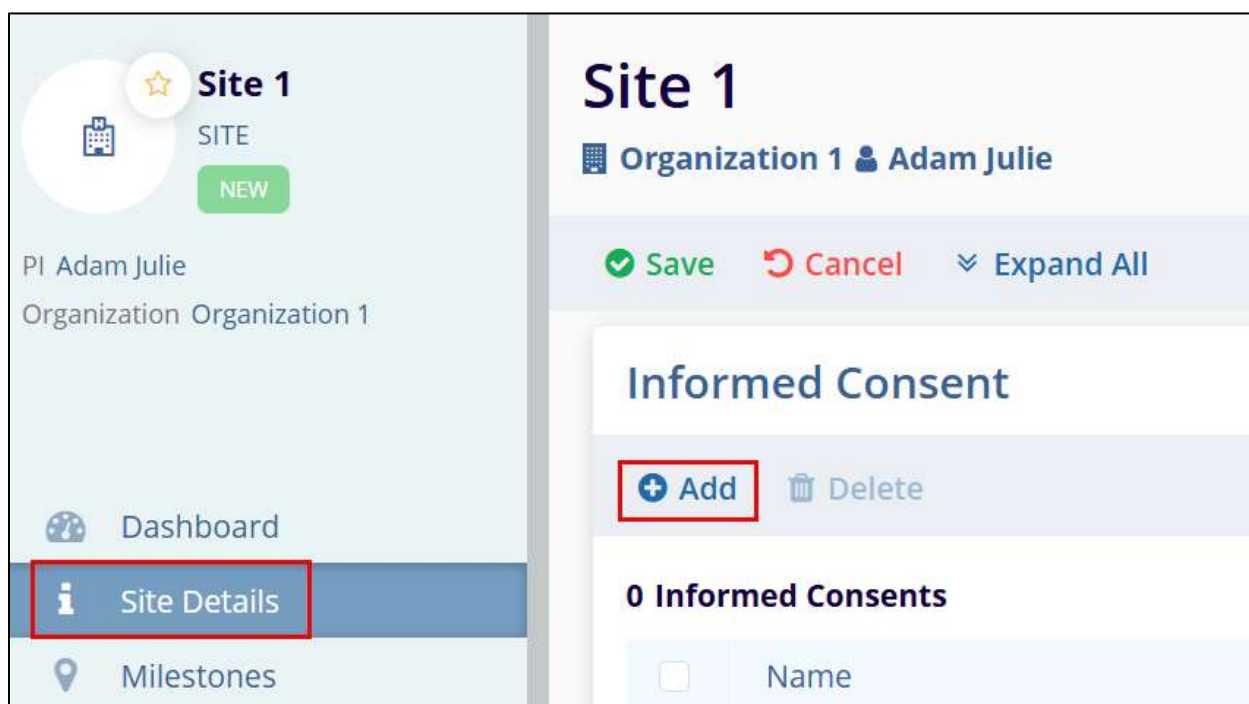 Site 1
SITE
NEW
PI Adam Julie
Organization Organization 1
Dashboard
Site Details
Milestones
Site 1
Organization 1 Adam Julie
Save Cancel Expand All
Informed Consent
Add Delete
0 Informed Consents
Name